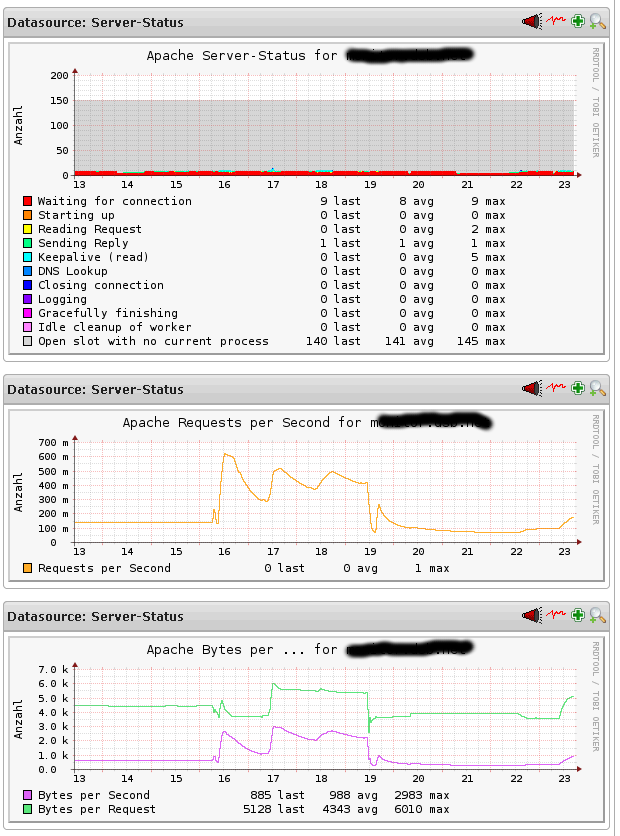 Datasource: Server-Status
Apache Server-Status for
RRDTOOL / TOBI OETIKER
Anzahl
200
150
100
50
0
13 14 15 16 17 18 19 20 21 22 23
Waiting for connection 9 last 8 avg 9 max
Starting up 0 last 0 avg 0 max
Reading Request 0 last 0 avg 2 max
Sending Reply 1 last 1 avg 1 max
Keepalive (read) 0 last 0 avg 5 max
DNS Lookup 0 last 0 avg 0 max
Closing connection 0 last 0 avg 0 max
Logging 0 last 0 avg 0 max
Gracefully finishing 0 last 0 avg 0 max
Idle cleanup of worker 0 last 0 avg 0 max
Open slot with no current process 140 last 141 avg 145 max
Datasource: Server-Status
Apache Requests per Second for
RRDTOOL / TOBI OETIKER
Anzahl
700 m
600 m
500 m
400 m
300 m
200 m
100 m
0
13 14 15 16 17 18 19 20 21 22 23
Requests per Second 0 last 0 avg 1 max
Datasource: Server-Status
Apache Bytes per ... for
RRDTOOL / TOBI OETIKER
Anzahl
7.0 k
6.0 k
5.0 k
4.0 k
3.0 k
2.0 k
1.0 k
0.0
13 14 15 16 17 18 19 20 21 22 23
Bytes per Second 885 last 988 avg 2983 max
Bytes per Request 5128 last 4343 avg 6010 max